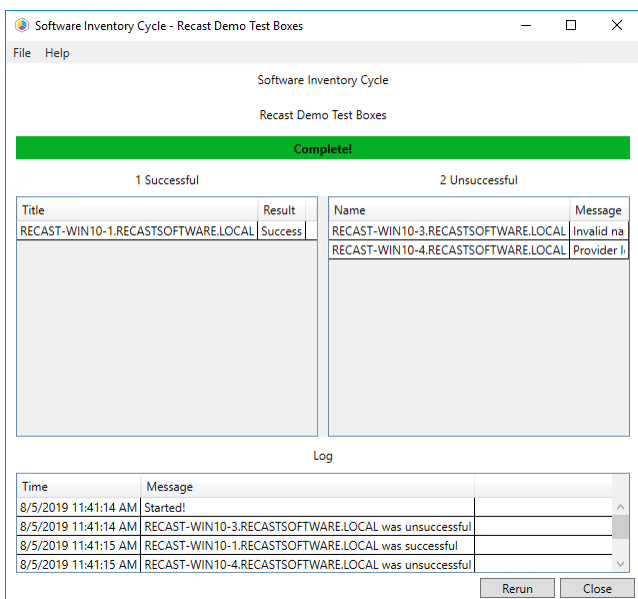 Software Inventory Cycle - Recast Demo Test Boxes
File Help
Software Inventory Cycle
Recast Demo Test Boxes
Complete!
1 Successful
Title Result
RECAST-WIN10-1.RECASTSOFTWARE.LOCAL Success
2 Unsuccessful
Name Message
RECAST-WIN10-3.RECASTSOFTWARE.LOCAL Invalid na
RECAST-WIN10-4.RECASTSOFTWARE.LOCAL Provider
Log
Time Message
8/5/2019 11:41:14 AM Started!
8/5/2019 11:41:14 AM RECAST-WIN10-3.RECASTSOFTWARE.LOCAL was unsuccessful
8/5/2019 11:41:15 AM RECAST-WIN10-1.RECASTSOFTWARE.LOCAL was successful
8/5/2019 11:41:15 AM RECAST-WIN10-4.RECASTSOFTWARE.LOCAL was unsuccessful
Rerun Close